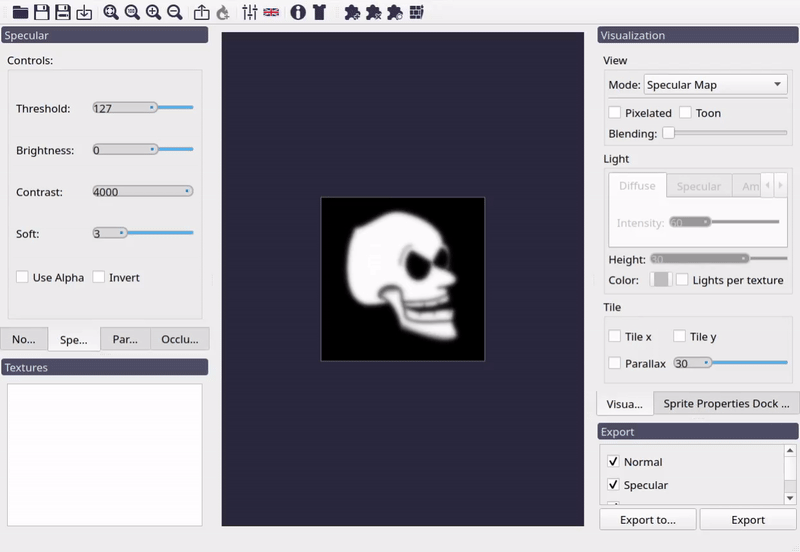 Specular
Controls:
Threshold: 127
Brightness: 0
Contrast: 4000
Soft: 3
Use Alpha Invert
No... Spe... Par... Occlu...
Textures
Visualization
View
Mode: Specular Map
Pixelated Toon
Blending:
Light
Diffuse Specular Am
Intensity: 60
Height: 30
Color: Lights per texture
Tile
Tile x Tile y
Parallax 30
Visua... Sprite Properties Dock ...
Export
Normal
Specular
Export to... Export